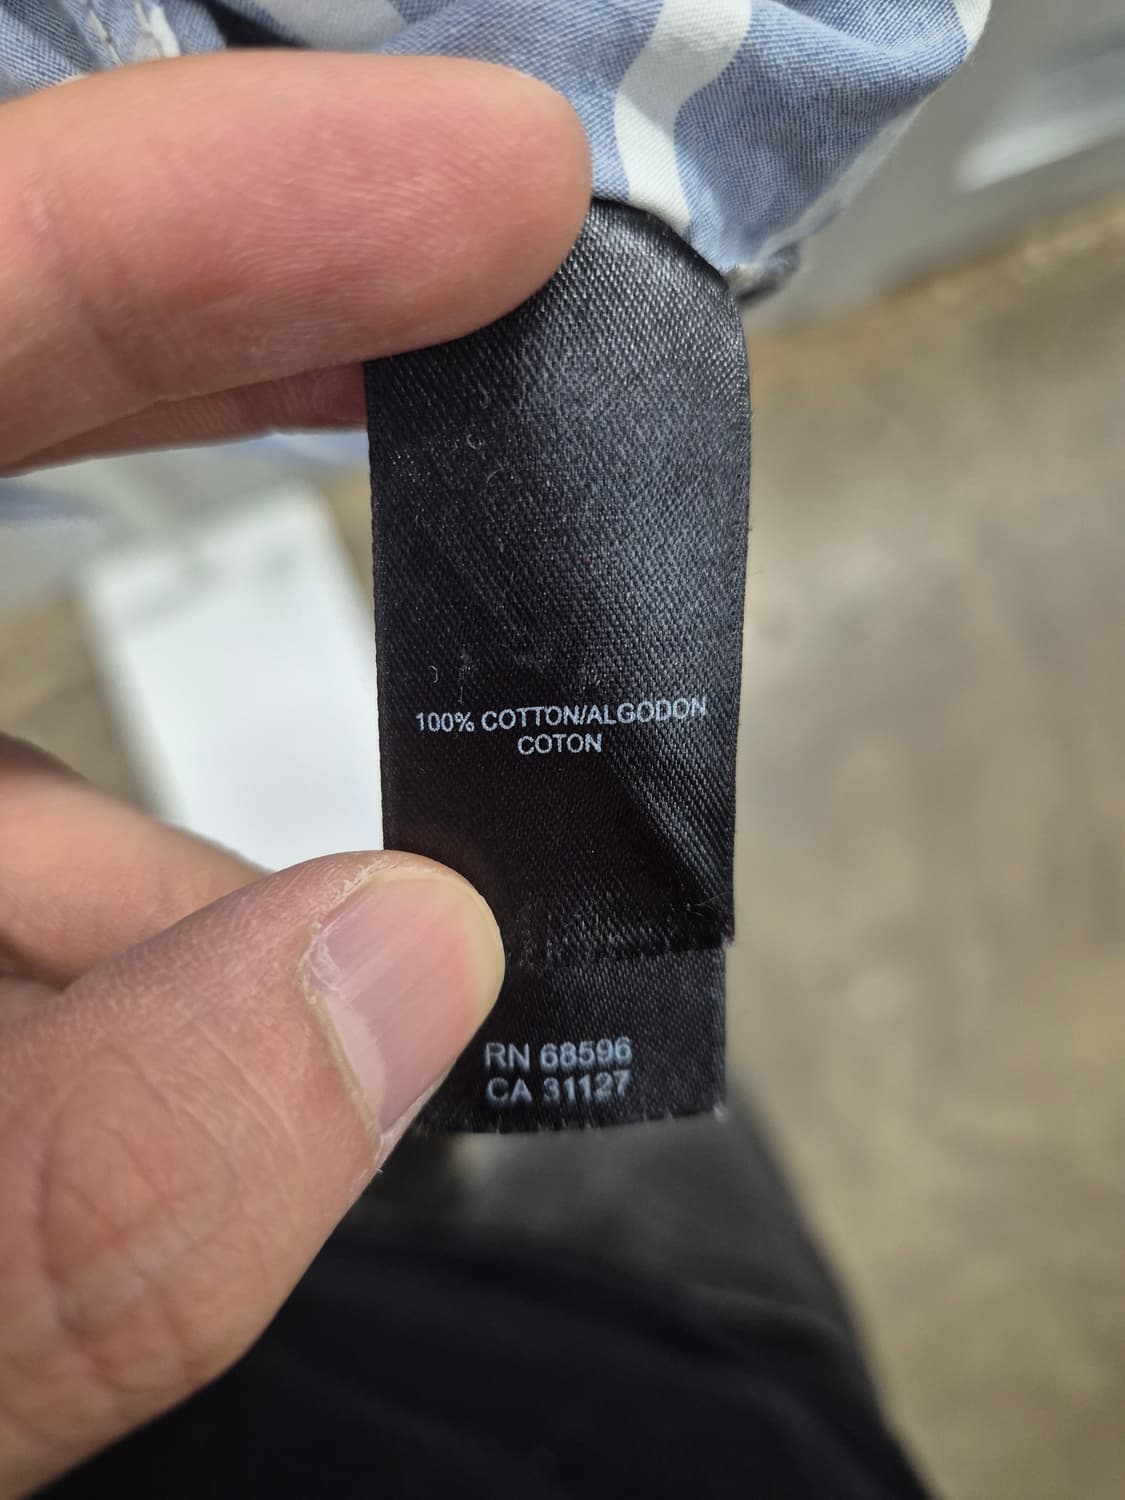 100% COTTON/ALGODON
COTON
RN 68596
CA 31127